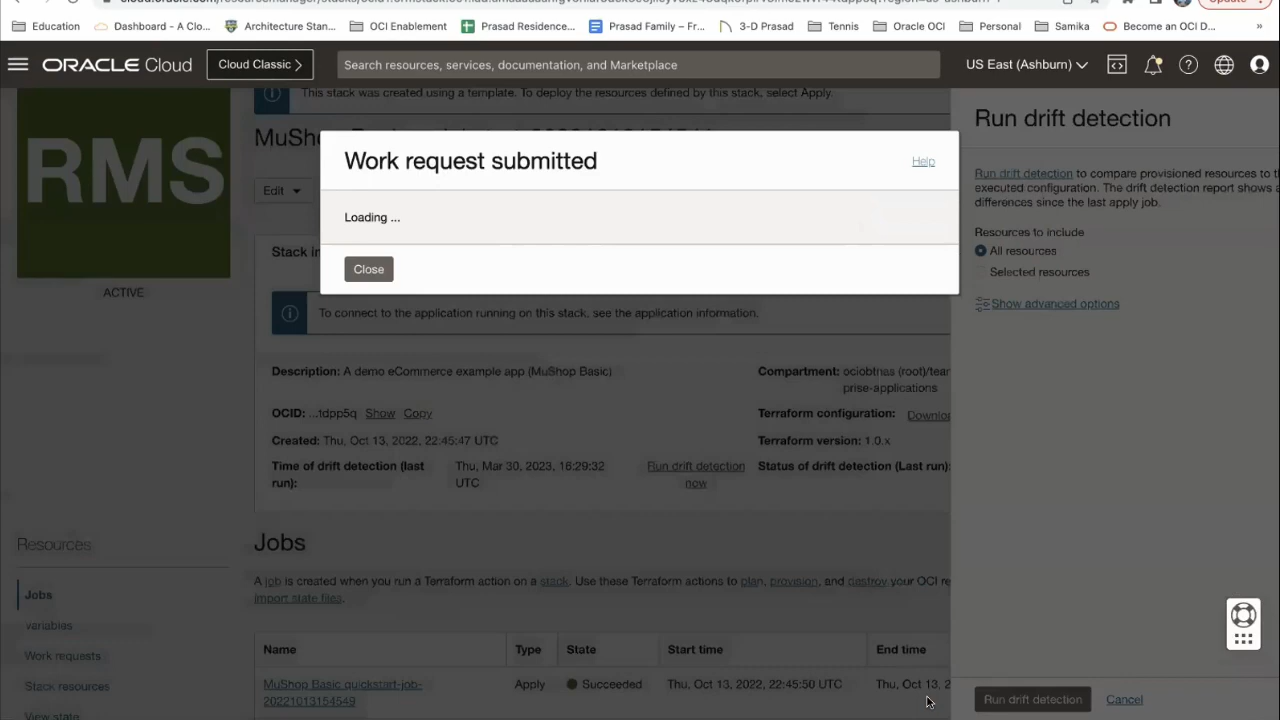 Education
Dashboard - A Clo...
Architecture Stan...
OCI Enablement
Prasad Residence...
Prasad Family – Fr...
3-D Prasad
Tennis
Oracle OCI
Personal
Samika
Become an OCI D...
»
ORACLE Cloud
Cloud Classic >
Search resources, services, documentation, and Marketplace
US East (Ashburn)
This stack was created using a template. To deploy the resources defined by this stack, select Apply.
RMS
ACTIVE
Edit
Work request submitted
Help
Loading ...
Close
Stack in
To connect to the application running on this stack, see the application information.
Description: A demo eCommerce example app (MuShop Basic)
OCID: ...tdpp5q Show Copy
Created: Thu, Oct 13, 2022, 22:45:47 UTC
Time of drift detection (last run): Thu, Mar 30, 2023, 16:29:32 UTC
Run drift detection now
Compartment: ociobtnas (root)/tear
prise-applications
Terraform configuration: Downloa
Terraform version: 1.0.x
Status of drift detection (Last run):
Resources
Jobs
Variables
Work requests
Stack resources
View state
Jobs
A job is created when you run a Terraform action on a stack. Use these Terraform actions to plan, provision, and destroy your OCI re
import state files.
Name Type State Start time End time
MuShop Basic quickstart-job-
20221013154549
Apply Succeeded Thu, Oct 13, 2022, 22:45:50 UTC Thu, Oct 13, 2
Run drift detection
Run drift detection to compare provisioned resources to t
executed configuration. The drift detection report shows a
differences since the last apply job.
Resources to include
All resources
Selected resources
Show advanced options
Run drift detection
Cancel